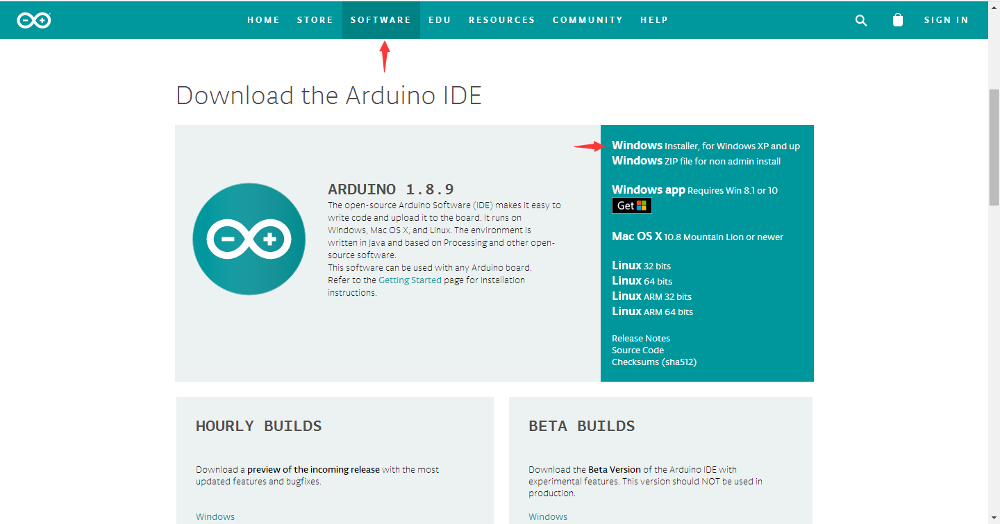 HOME STORE SOFTWARE EDU RESOURCES COMMUNITY HELP SIGN IN
Download the Arduino IDE
ARDUINO 1.8.9
The open-source Arduino Software (IDE) makes it easy to
write code and upload it to the board. It runs on
Windows, Mac OS X, and Linux. The environment is
written in Java and based on Processing and other open-
source software.
This software can be used with any Arduino board.
Refer to the Getting Started page for Installation
instructions.
Windows Installer, for Windows XP and up
Windows ZIP file for non admin install
Windows app Requires Win 8.1 or 10
Get
Mac OS X 10.8 Mountain Lion or newer
Linux 32 bits
Linux 64 bits
Linux ARM 32 bits
Linux ARM 64 bits
Release Notes
Source Code
Checksums (sha512)
HOURLY BUILDS
Download a preview of the incoming release with the most
updated features and bugfixes.
Windows
BETA BUILDS
Download the Beta Version of the Arduino IDE with
experimental features. This version should NOT be used in
production.
Windows